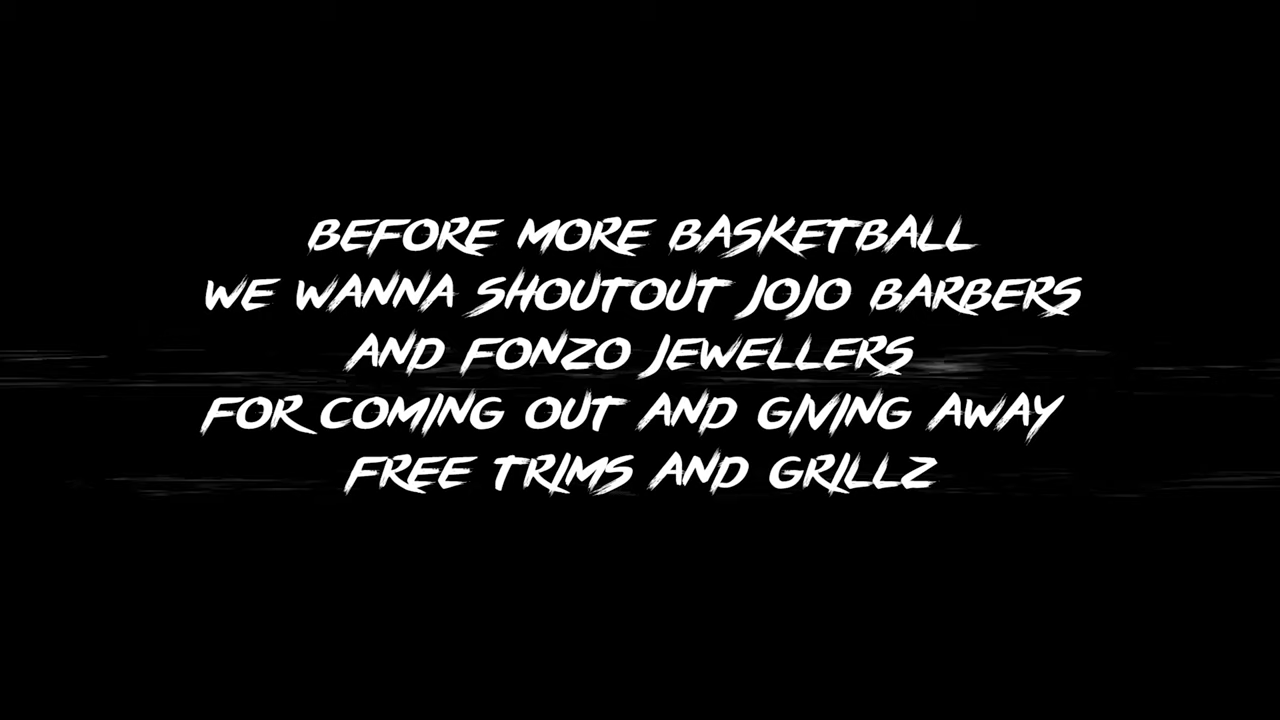 BEFORE MORE BASKETBALL
WE WANNA SHOUTOUT JOJO BARBERS
AND FONZO JEWELLERS
FOR COMING OUT AND GIVING AWAY
FREE TRIMS AND GRILLZ